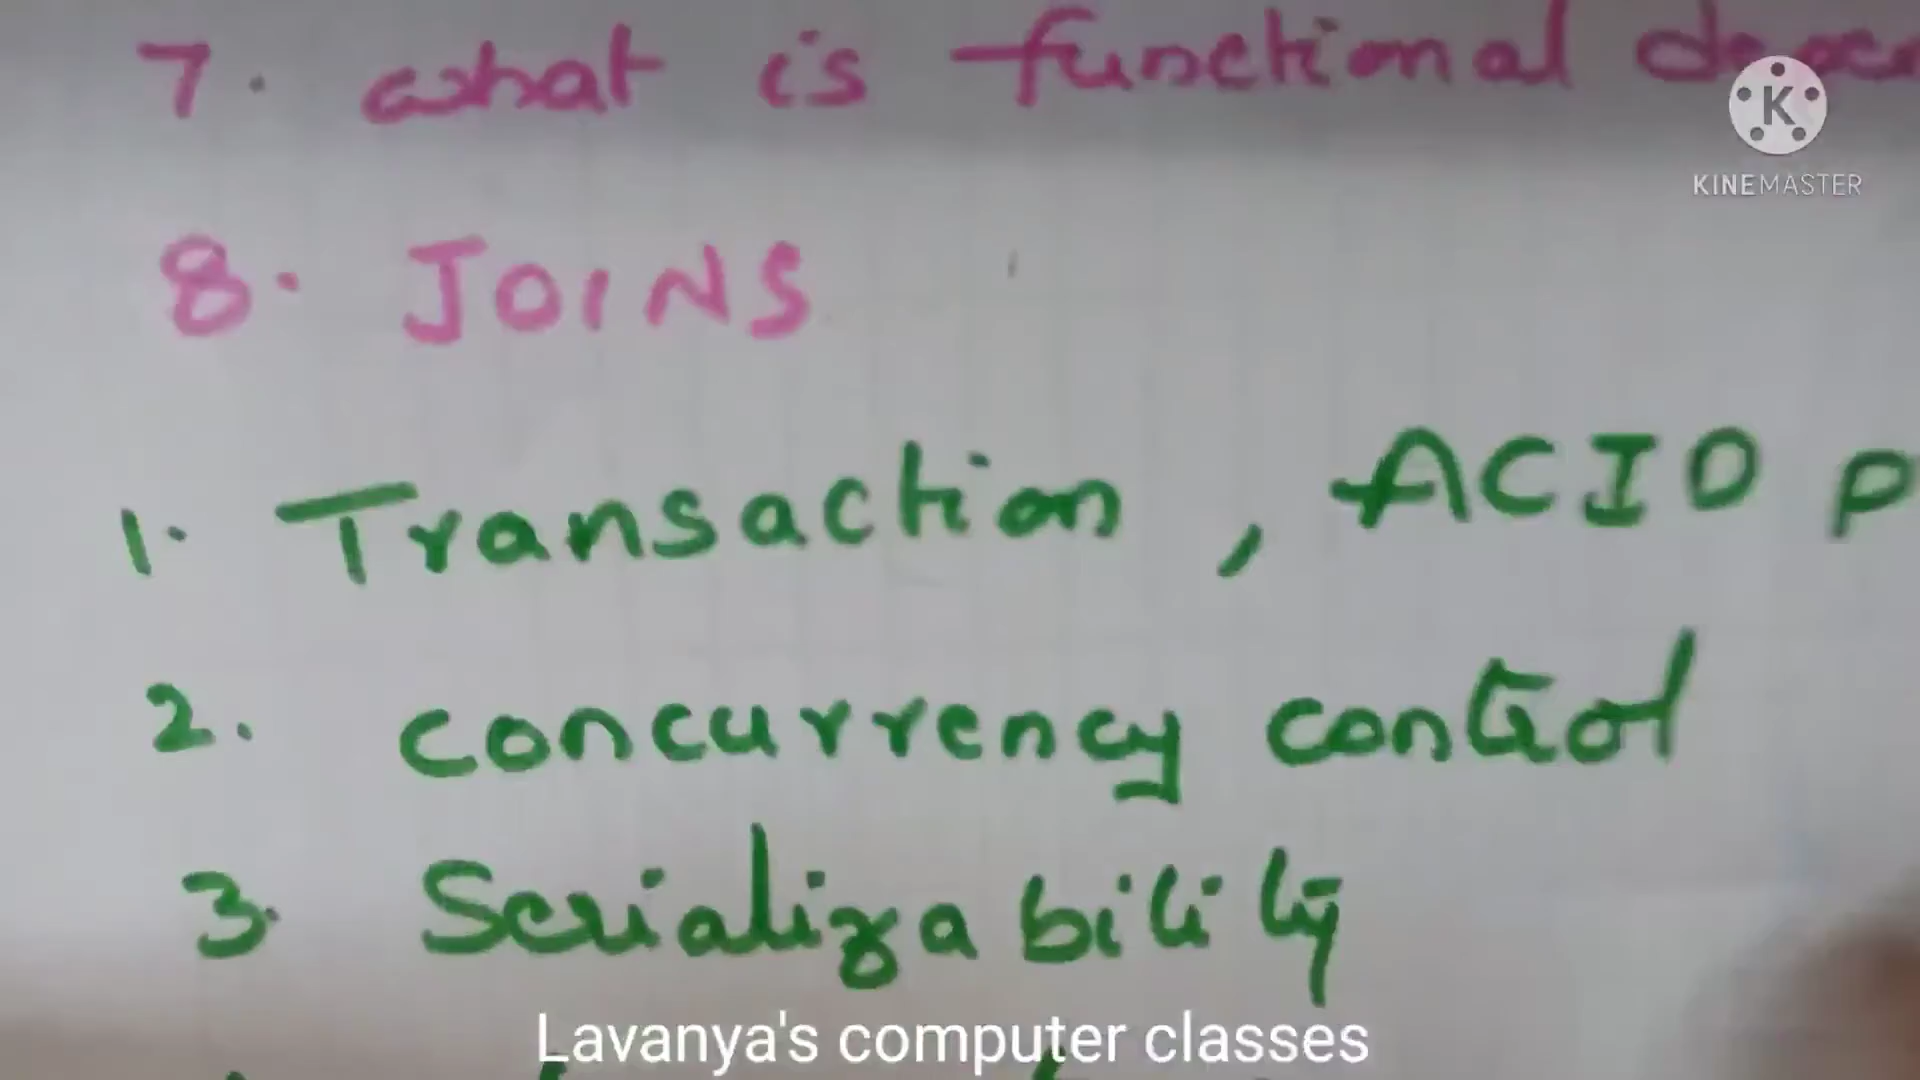 7. what is functional
KINEMASTER
8. JOINS
1. Transaction, ACID P
2. concurrency control
3. Serializability
Lavanya's computer classes